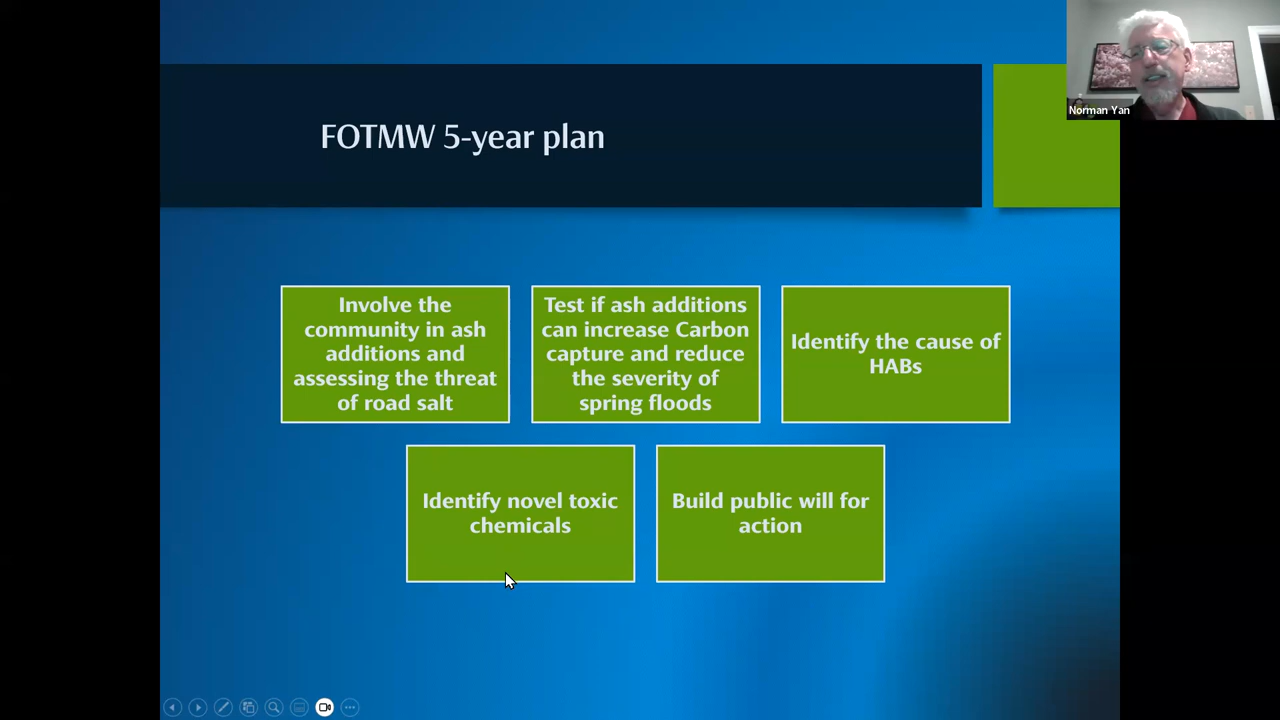 Norman Yan
FOTMW 5-year plan
Involve the
community in ash
additions and
assessing the threat
of road salt
Test if ash additions
can increase Carbon
capture and reduce
the severity of
spring floods
Identify the cause of
HABs
Identify novel toxic
chemicals
Build public will for
action